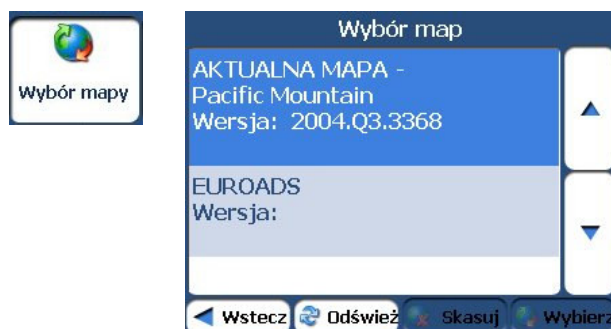 Wybór mapy
Wybór map
AKTUALNA MAPA -
Pacific Mountain
Wersja: 2004.Q3.3368
EUROADS
Wersja:
Wstecz Odśwież Skasuj Wybierz